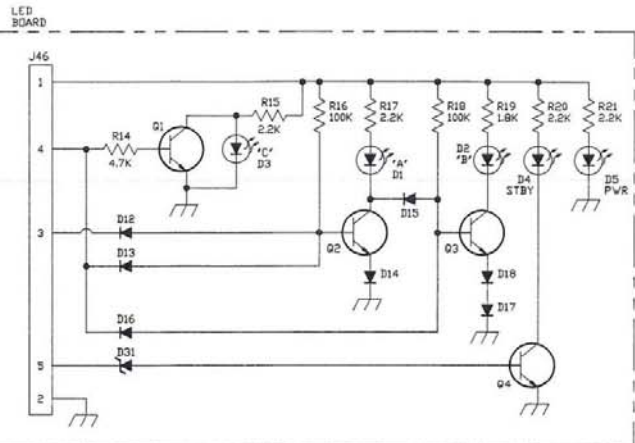 LED
BOARD
J46
1
R14
4.7K
Q1
R15
2.2K
"C"
D3
R16
100K
R17
2.2K
R18
100K
R19
1.8K
R20
2.2K
R21
2.2K
"A"
D1
D2
"B"
D4
STBY
D5
PWR
4
D15
3
D12
Q2
Q3
D13
D14
D18
D16
D17
5
D31
Q4
2